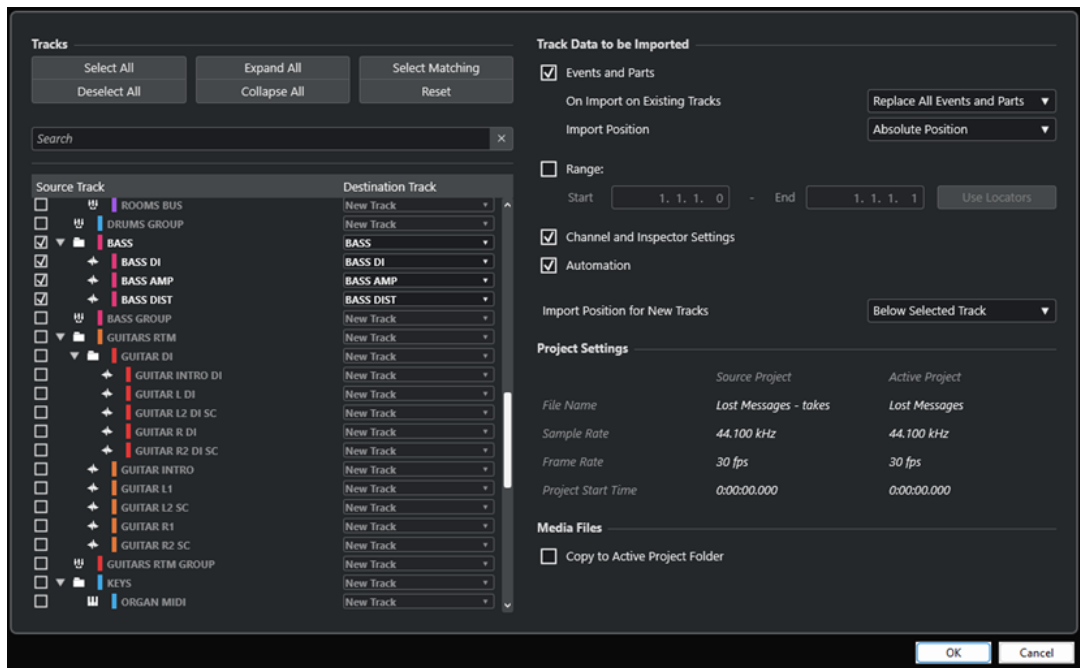 Tracks
Select All Expand All Select Matching
Deselect All Collapse All Reset
Search
Source Track Destination Track
ROOMS BUS New Track
DRUMS GROUP New Track
BASS BASS
BASS DI BASS DI
BASS AMP BASS AMP
BASS DIST BASS DIST
BASS GROUP New Track
GUITARS RTM New Track
GUITAR DI New Track
GUITAR INTRO DI New Track
GUITAR L DI New Track
GUITAR L2 DI SC New Track
GUITAR R DI New Track
GUITAR R2 DI SC New Track
GUITAR INTRO New Track
GUITAR L1 New Track
GUITAR L2 SC New Track
GUITAR R1 New Track
GUITAR R2 SC New Track
GUITARS RTM GROUP New Track
KEYS New Track
ORGAN MIDI New Track
Track Data to be Imported
Events and Parts
On Import on Existing Tracks Replace All Events and Parts
Import Position Absolute Position
Range:
Start 1. 1. 1. 0 - End 1. 1. 1. 1 Use Locators
Channel and Inspector Settings
Automation
Import Position for New Tracks Below Selected Track
Project Settings
Source Project Active Project
File Name Lost Messages - takes Lost Messages
Sample Rate 44.100 kHz 44.100 kHz
Frame Rate 30 fps 30 fps
Project Start Time 0:00:00.000 0:00:00.000
Media Files
Copy to Active Project Folder
OK Cancel